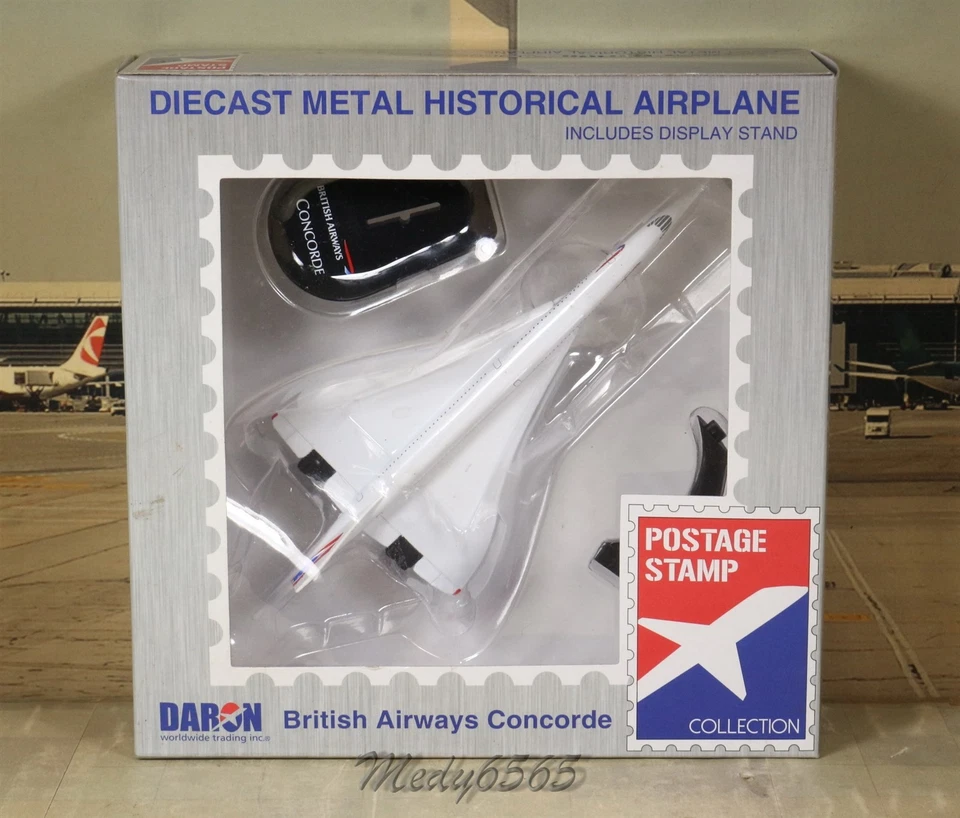 DIECAST METAL HISTORICAL AIRPLANE
INCLUDES DISPLAY STAND
BRITISH AIRWAYS
CONCORDE
POSTAGE
STAMP
COLLECTION
DARON
worldwide trading inc.®
British Airways Concorde
Medy6565